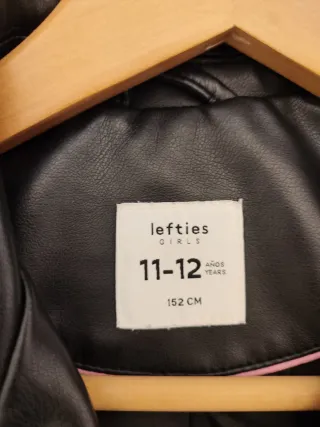 lefties
GIRLS
11-12 AÑOS
YEARS
152 CM